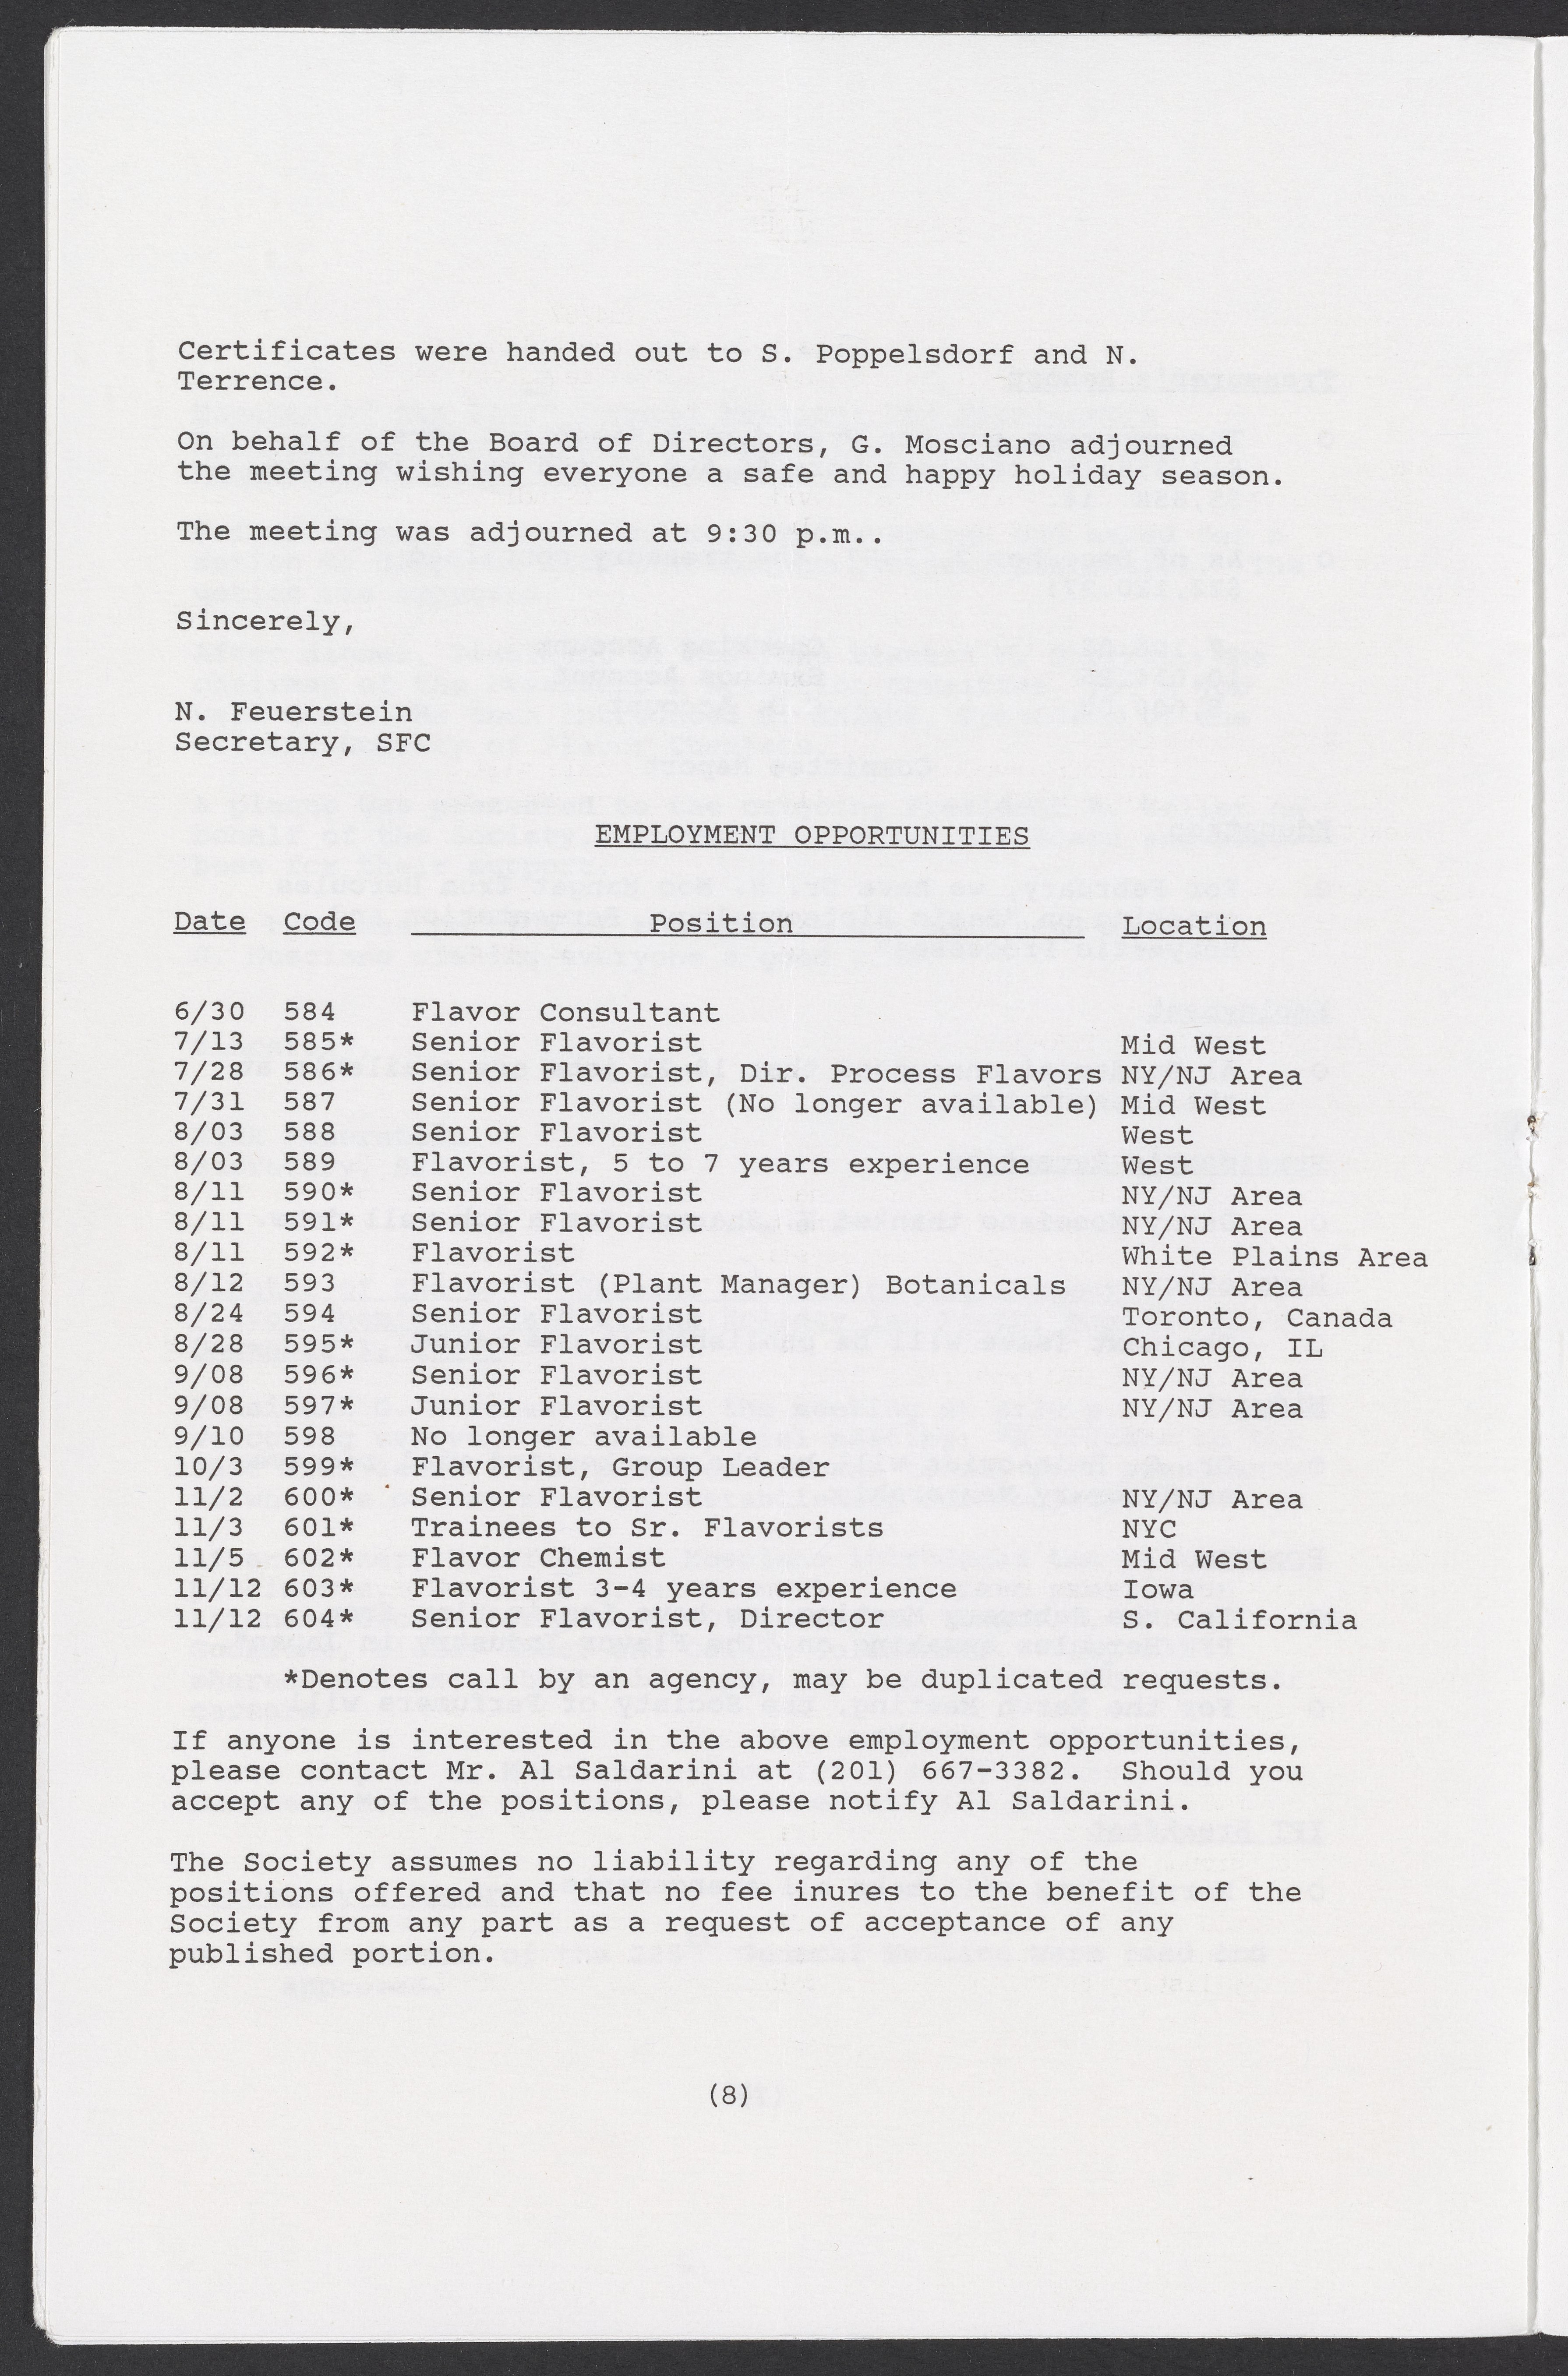 Certificates were handed out to S. Poppelsdorf and N.
Terrence.
On behalf of the Board of Directors, G. Mosciano adjourned
the meeting wishing everyone a safe and happy holiday season.
The meeting was adjourned at 9:30 p.m..
Sincerely,
N. Feuerstein
Secretary, SFC
EMPLOYMENT OPPORTUNITIES
Date Code Position Location
6/30 584 Flavor Consultant
7/13 585* Senior Flavorist Mid West
7/28 586* Senior Flavorist, Dir. Process Flavors NY/NJ Area
7/31 587 Senior Flavorist (No longer available) Mid West
8/03 588 Senior Flavorist West
8/03 589 Flavorist, 5 to 7 years experience West
8/11 590* Senior Flavorist NY/NJ Area
8/11 591* Senior Flavorist NY/NJ Area
8/11 592* Flavorist White Plains Area
8/12 593 Flavorist (Plant Manager) Botanicals NY/NJ Area
8/24 594 Senior Flavorist Toronto, Canada
8/28 595* Junior Flavorist Chicago, IL
9/08 596* Senior Flavorist NY/NJ Area
9/08 597* Junior Flavorist NY/NJ Area
9/10 598 No longer available
10/3 599* Flavorist, Group Leader
11/2 600* Senior Flavorist NY/NJ Area
11/3 601* Trainees to Sr. Flavorists NYC
11/5 602* Flavor Chemist Mid West
11/12 603* Flavorist 3-4 years experience Iowa
11/12 604* Senior Flavorist, Director S. California
*Denotes call by an agency, may be duplicated requests.
If anyone is interested in the above employment opportunities,
please contact Mr. Al Saldarini at (201) 667-3382. Should you
accept any of the positions, please notify Al Saldarini.
The Society assumes no liability regarding any of the
positions offered and that no fee inures to the benefit of the
Society from any part as a request of acceptance of any
published portion.
(8)